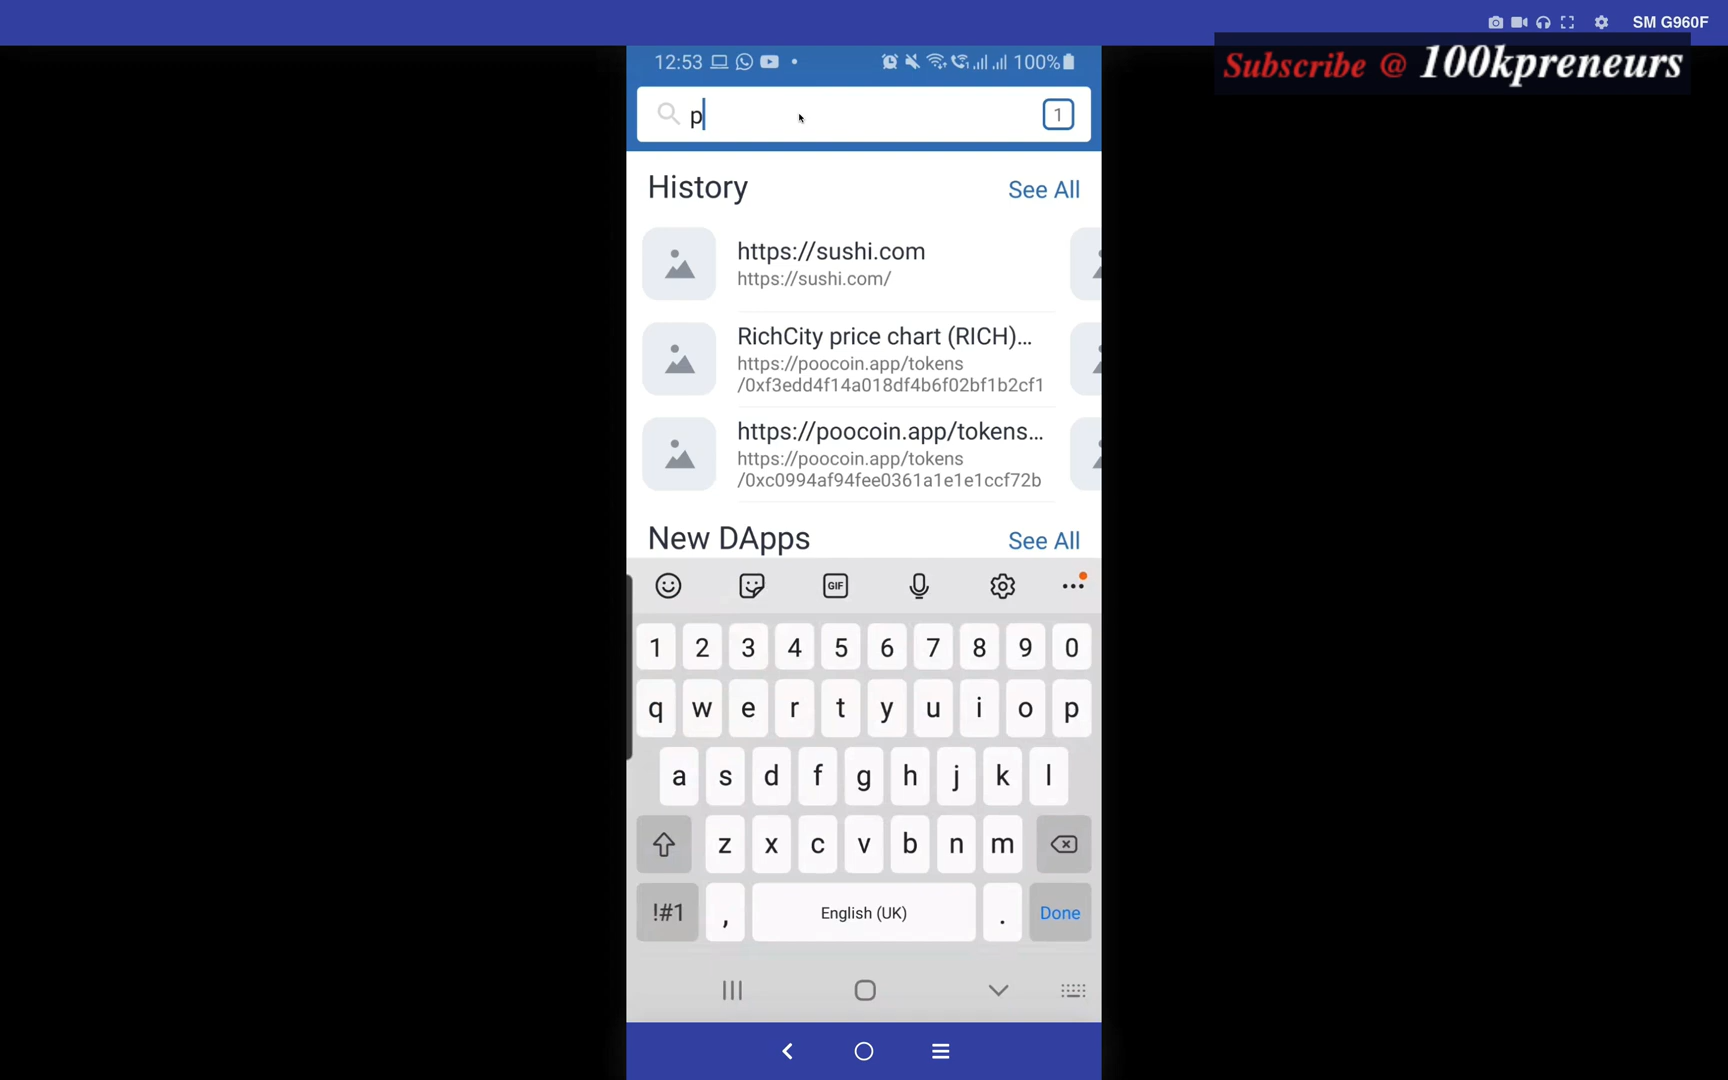 SM G960F
Subscribe @ 100kpreneurs
12:53 100%
p 1
History See All
https://sushi.com
https://sushi.com/
RichCity price chart (RICH)...
https://poocoin.app/tokens
/0xf3edd4f14a018df4b6f02bf1b2cf1
https://poocoin.app/tokens...
https://poocoin.app/tokens
/0xc0994af94fee0361a1e1e1ccf72b
New DApps See All
GIF
1 2 3 4 5 6 7 8 9 0
q w e r t y u i o p
a s d f g h j k l
z x c v b n m
!#1 , English (UK) . Done